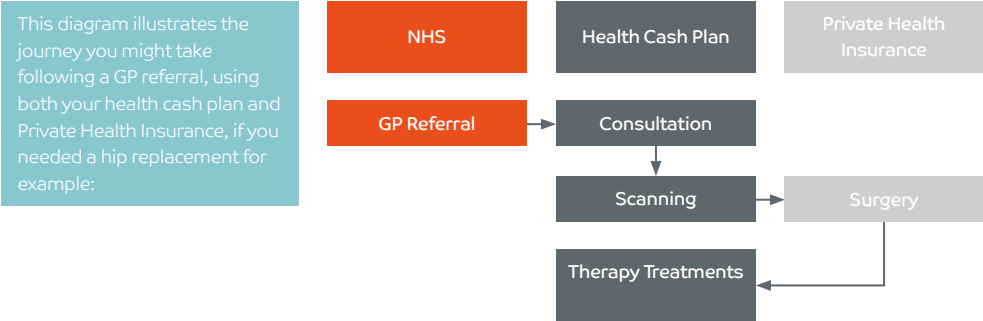 This diagram illustrates the
journey you might take
following a GP referral, using
both your health cash plan and
Private Health Insurance, if you
needed a hip replacement for
example:
NHS
Health Cash Plan
Private Health
Insurance
GP Referral
Consultation
Scanning
Surgery
Therapy Treatments